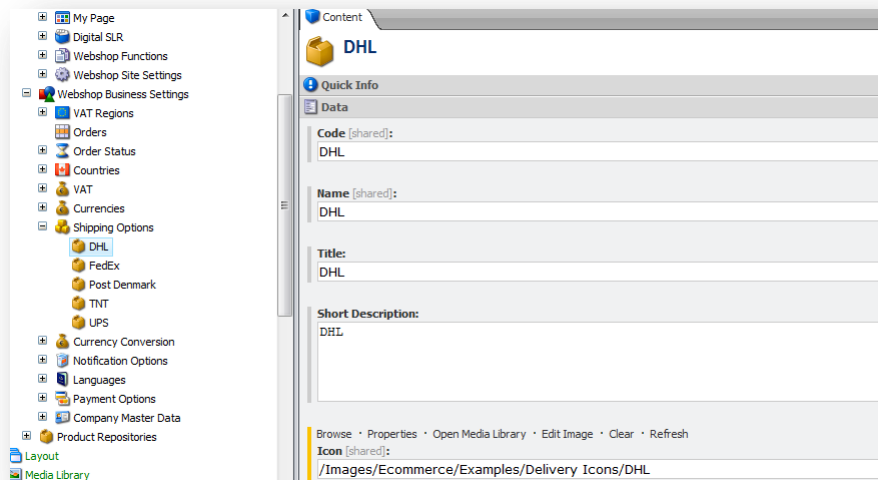 My Page
Digital SLR
Webshop Functions
Webshop Site Settings
Webshop Business Settings
VAT Regions
Orders
Order Status
Countries
VAT
Currencies
Shipping Options
DHL
FedEx
Post Denmark
TNT
UPS
Currency Conversion
Notification Options
Languages
Payment Options
Company Master Data
Product Repositories
Layout
Media Library
Content
DHL
Quick Info
Data
Code [shared]:
DHL
Name [shared]:
DHL
Title:
DHL
Short Description:
DHL
Browse · Properties · Open Media Library · Edit Image · Clear · Refresh
Icon [shared]:
/Images/Ecommerce/Examples/Delivery Icons/DHL